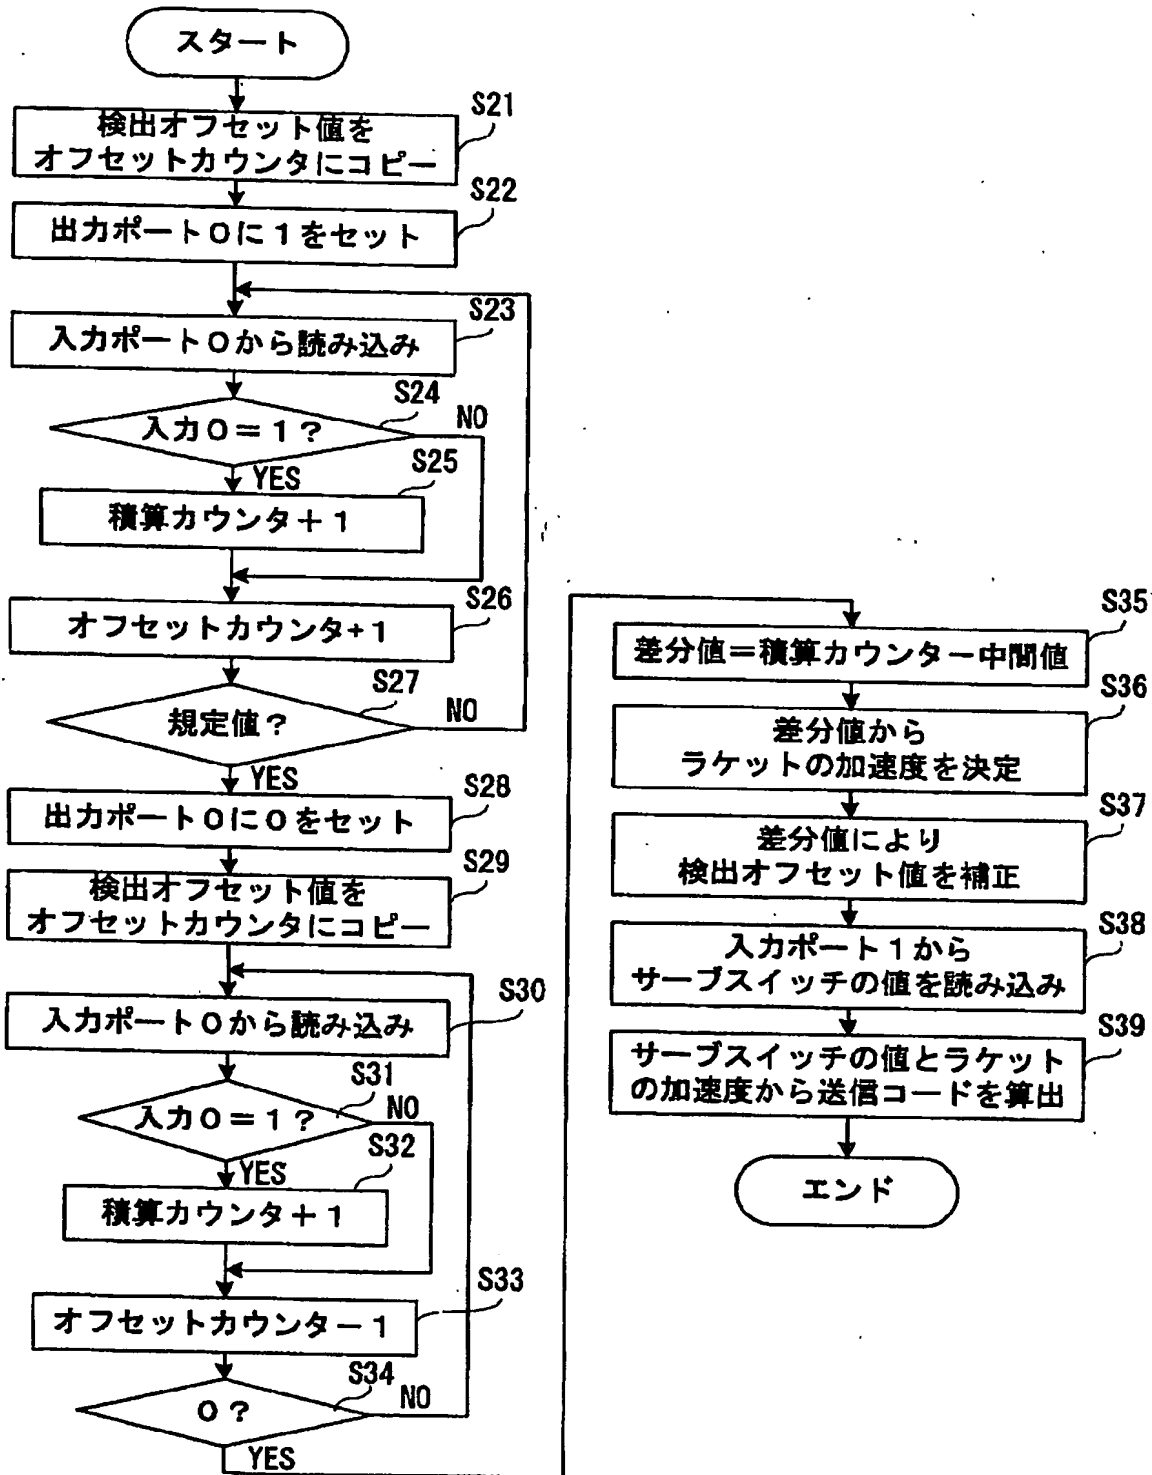 スタート
S21
検出オフセット値を
オフセットカウンタにコピー
S22
出力ポート0に1をセット
S23
入力ポート0から読み込み
S24
入力0=1?
NO
YES
S25
積算カウンタ+1
S26
オフセットカウンタ+1
S27
規定値?
NO
YES
S28
出力ポート0に0をセット
S29
検出オフセット値を
オフセットカウンタにコピー
S30
入力ポート0から読み込み
S31
入力0=1?
NO
YES
S32
積算カウンタ+1
S33
オフセットカウンター1
S34
0?
NO
YES
S35
差分値=積算カウンター中間値
S36
差分値から
ラケットの加速度を決定
S37
差分値により
検出オフセット値を補正
S38
入力ポート1から
サーブスイッチの値を読み込み
S39
サーブスイッチの値とラケット
の加速度から送信コードを算出
エンド